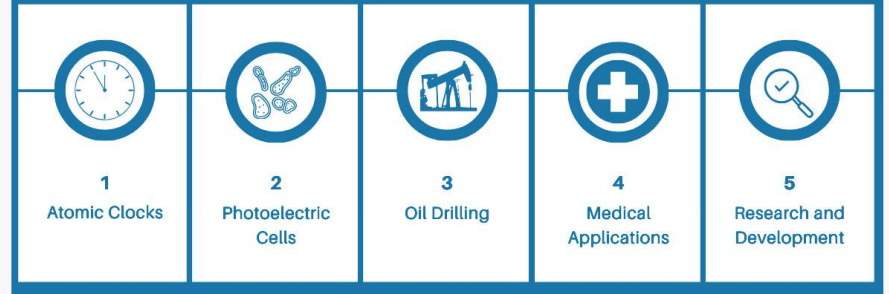 1
Atomic Clocks
2
Photoelectric
Cells
3
Oil Drilling
4
Medical
Applications
5
Research and
Development